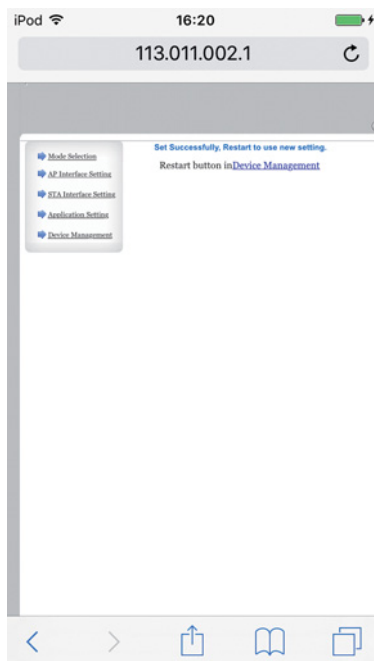 iPod 16:20
113.011.002.1
Mode Selection
AP Interface Setting
STA Interface Setting
Application Setting
Device Management
Set Successfully, Restart to use new setting.
Restart button inDevice Management